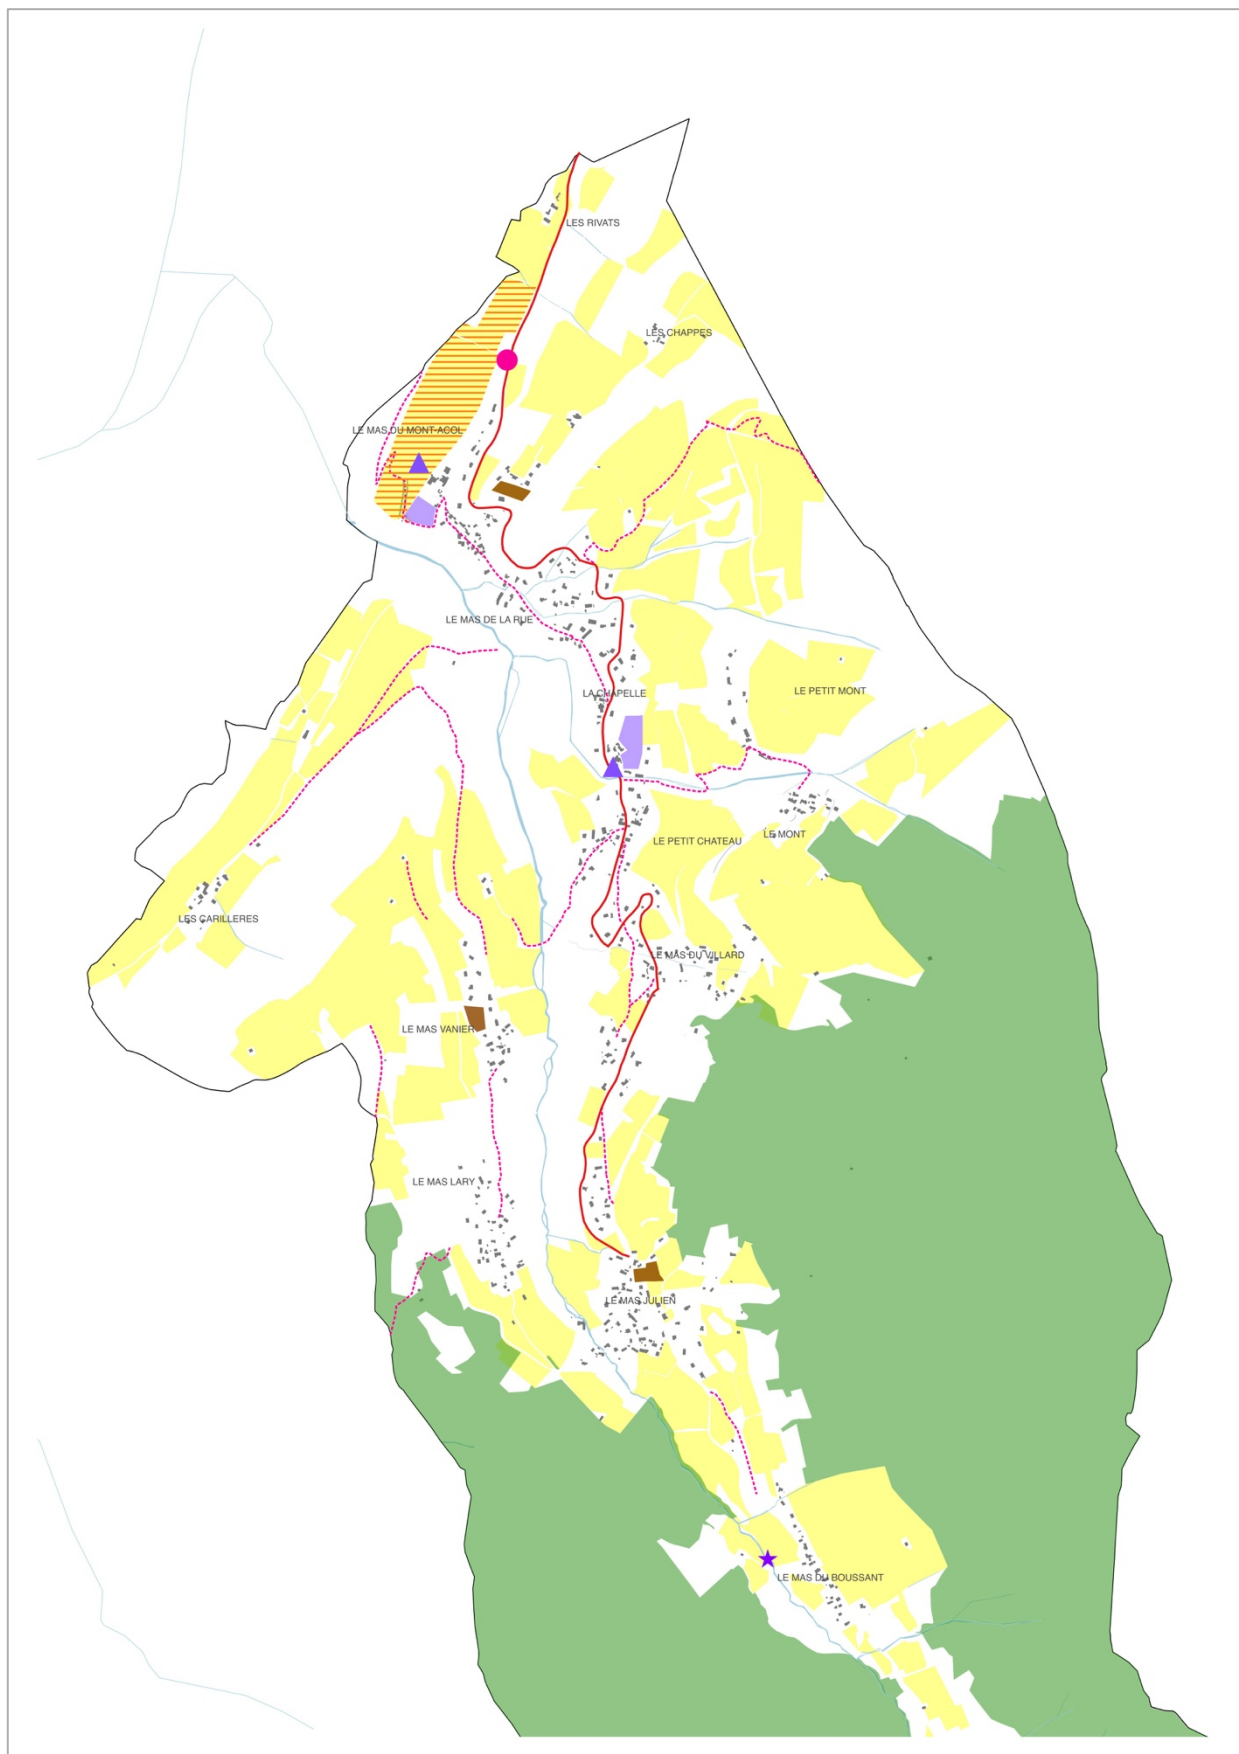 LES RIVATS
LES CHAPPES
LE MAS DU MONT-ACOL
LE MAS DE LA RUE
LA CHAPELLE
LE PETIT MONT
LE MONT
LE PETIT CHATEAU
LES CARILLERES
LE MAS DU VILLARD
LE MAS VANIER
LE MAS LARY
LE MAS JULIEN
LE MAS DU BOUSSANT